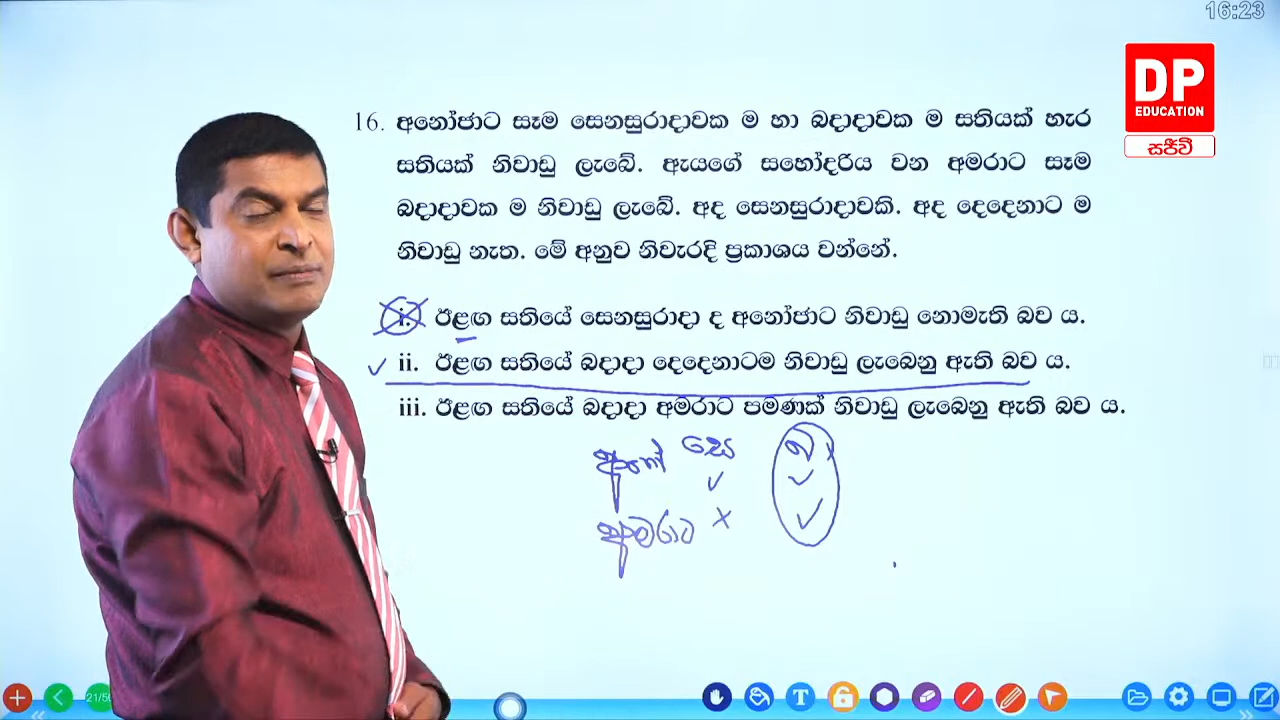 16:23
DP
EDUCATION
සජීවී
16. අනෝජාට සෑම සෙනසුරාදාවක ම හා බදාදාවක ම සතියක් හැර
සතියක් නිවාඩු ලැබේ. ඇයගේ සහෝදරිය වන අමරාට සෑම
බදාදාවක ම නිවාඩු ලැබේ. අද සෙනසුරාදාවකි. අද දෙදෙනාට ම
නිවාඩු නැත. මේ අනුව නිවැරදි ප්‍රකාශය වන්නේ.
i. ඊළඟ සතියේ සෙනසුරාදා ද අනෝජාට නිවාඩු නොමැති බව ය.
ii. ඊළඟ සතියේ බදාදා දෙදෙනාටම නිවාඩු ලැබෙනු ඇති බව ය.
iii. ඊළඟ සතියේ බදාදා අමරාට පමණක් නිවාඩු ලැබෙනු ඇති බව ය.
සෙ බ
අමරාට
21/56